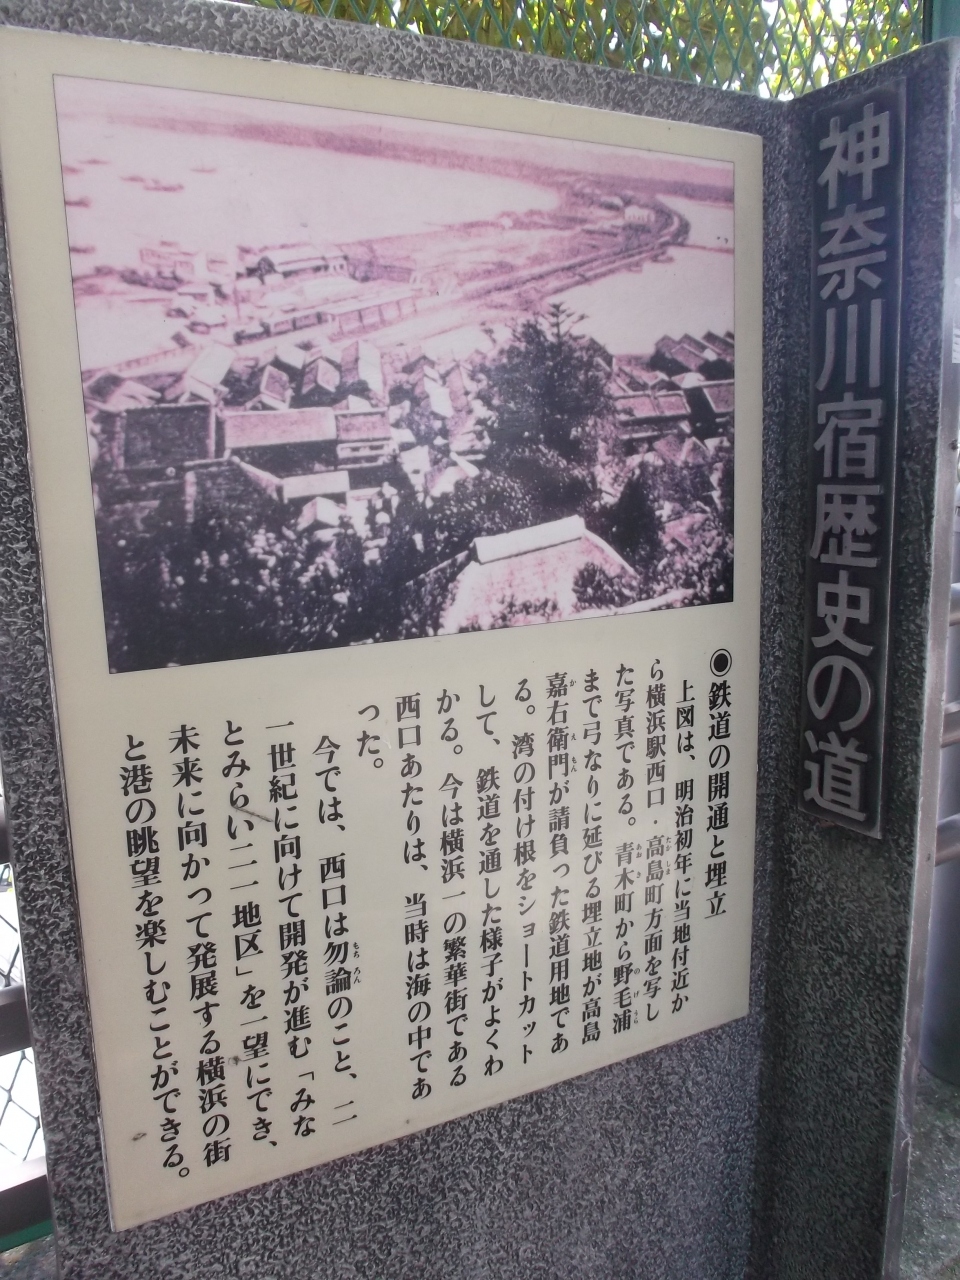 神奈川宿歴史の道
◉鉄道の開通と埋立
上図は、明治初年に当地付近か
ら横浜駅西口・高島町方面を写し
た写真である。青木町から野毛浦
まで弓なりに延びる埋立地が高島
嘉右衛門が請負った鉄道用地であ
る。湾の付け根をショートカット
して、鉄道を通した様子がよくわ
かる。今は横浜一の繁華街である
西口あたりは、当時は海の中であ
った。
今では、西口は勿論のこと、二
一世紀に向けて開発が進む「みな
とみらい二一地区」を一望にでき、
未来に向かって発展する横浜の街
と港の眺望を楽しむことができる。